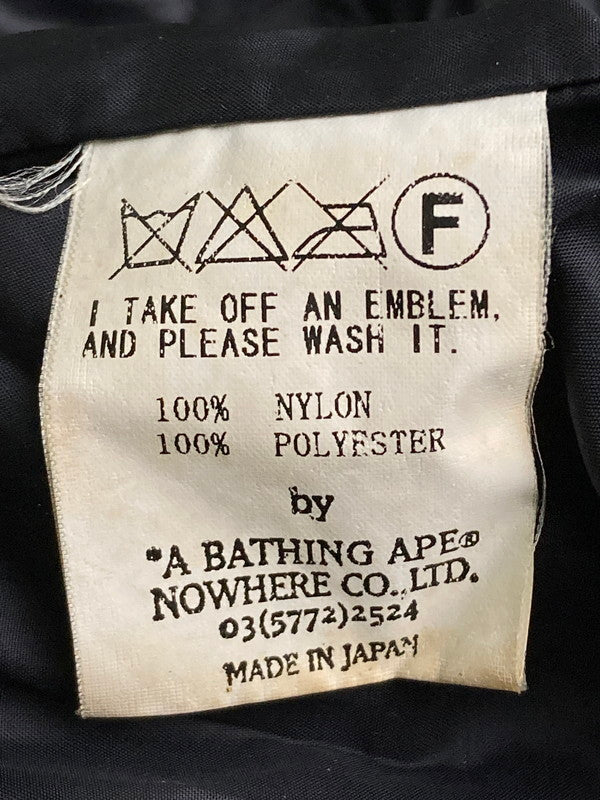 F
I TAKE OFF AN EMBLEM,
AND PLEASE WASH IT.
100% NYLON
100% POLYESTER
by
*A BATHING APE®
NOWHERE CO.,LTD.
03(5772)2524
MADE IN JAPAN